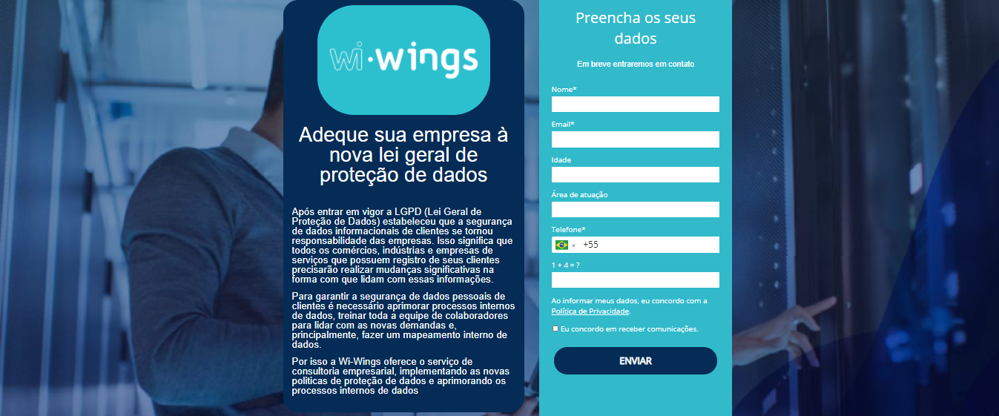 wi·wings
Adeque sua empresa à
nova lei geral de
proteção de dados
Após entrar em vigor a LGPD (Lei Geral de
Proteção de Dados) estabeleceu que a segurança
de dados informacionais de clientes se tornou
responsabilidade das empresas. Isso significa que
todos os comércios, indústrias e empresas de
serviços que possuem registro de seus clientes
precisarão realizar mudanças significativas na
forma com que lidam com essas informações.
Para garantir a segurança de dados pessoais de
clientes é necessário aprimorar processos internos
de dados, treinar toda a equipe de colaboradores
para lidar com as novas demandas e,
principalmente, fazer um mapeamento interno de
dados.
Por isso a Wi-Wings oferece o serviço de
consultoria empresarial, implementando as novas
politicas de proteção de dados e aprimorando os
processos internos de dados
Preencha os seus
dados
Em breve entraremos em contato
Nome*
Email*
Idade
Área de atuação
Telefone*
+55
1 + 4 = ?
Ao informar meus dados, eu concordo com a
Política de Privacidade.
Eu concordo em receber comunicações.
ENVIAR